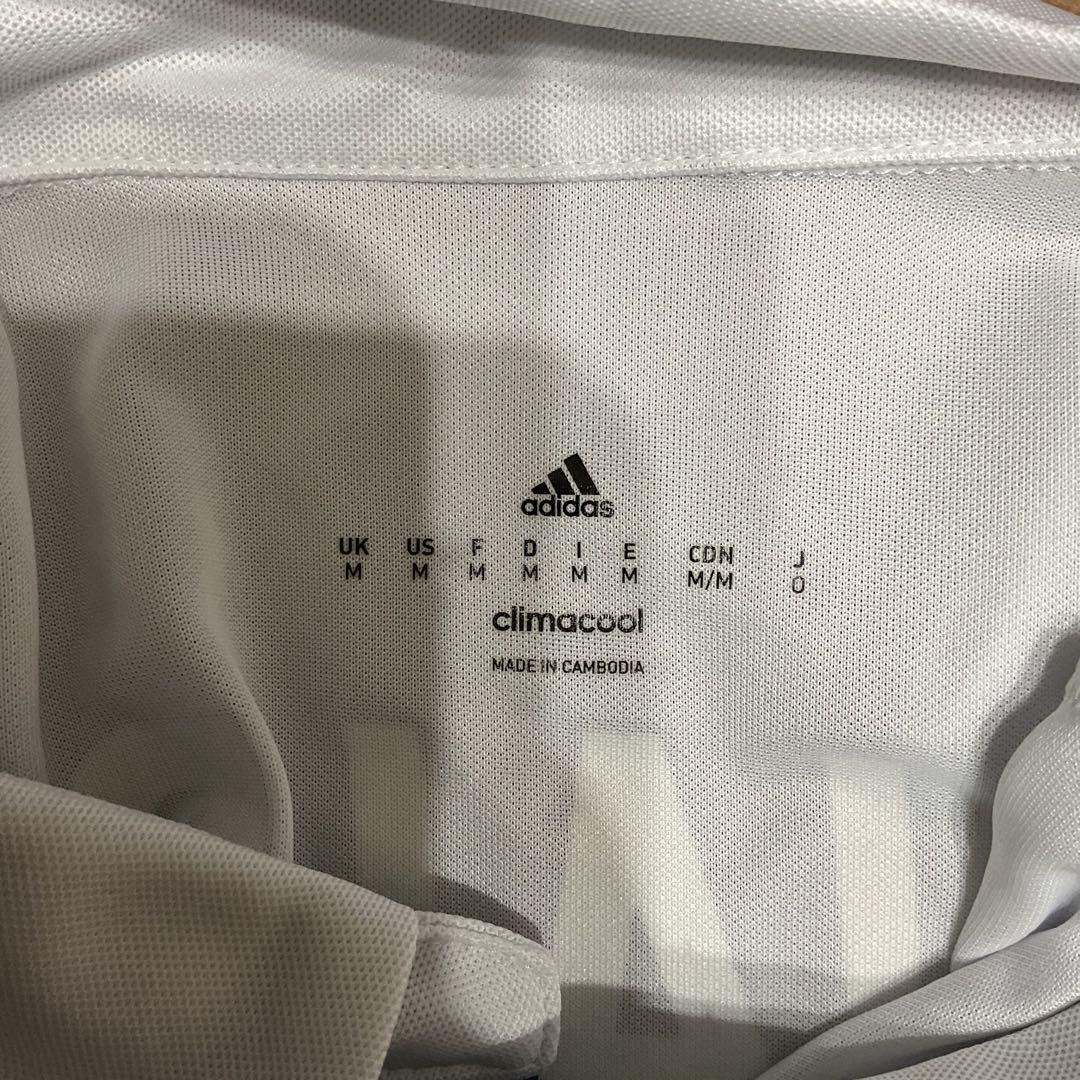 adidas
UK US F D I E CDN J
M M M M M M M/M O
climacool
MADE IN CAMBODIA